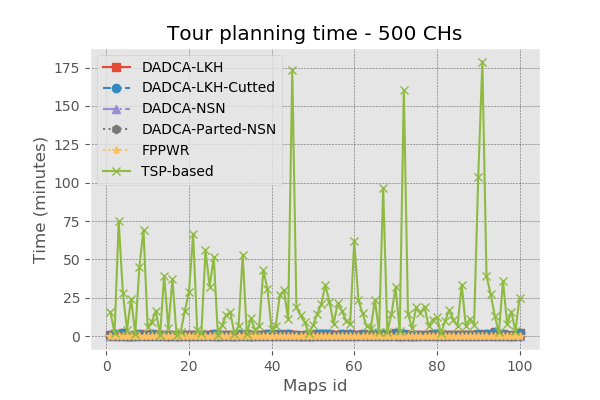 Tour planning time - 500 CHs
DADCA-LKH
DADCA-LKH-Cutted
DADCA-NSN
DADCA-Parted-NSN
FPPWR
TSP-based
175
150
125
100
75
50
25
0
Time (minutes)
0 20 40 60 80 100
Maps id